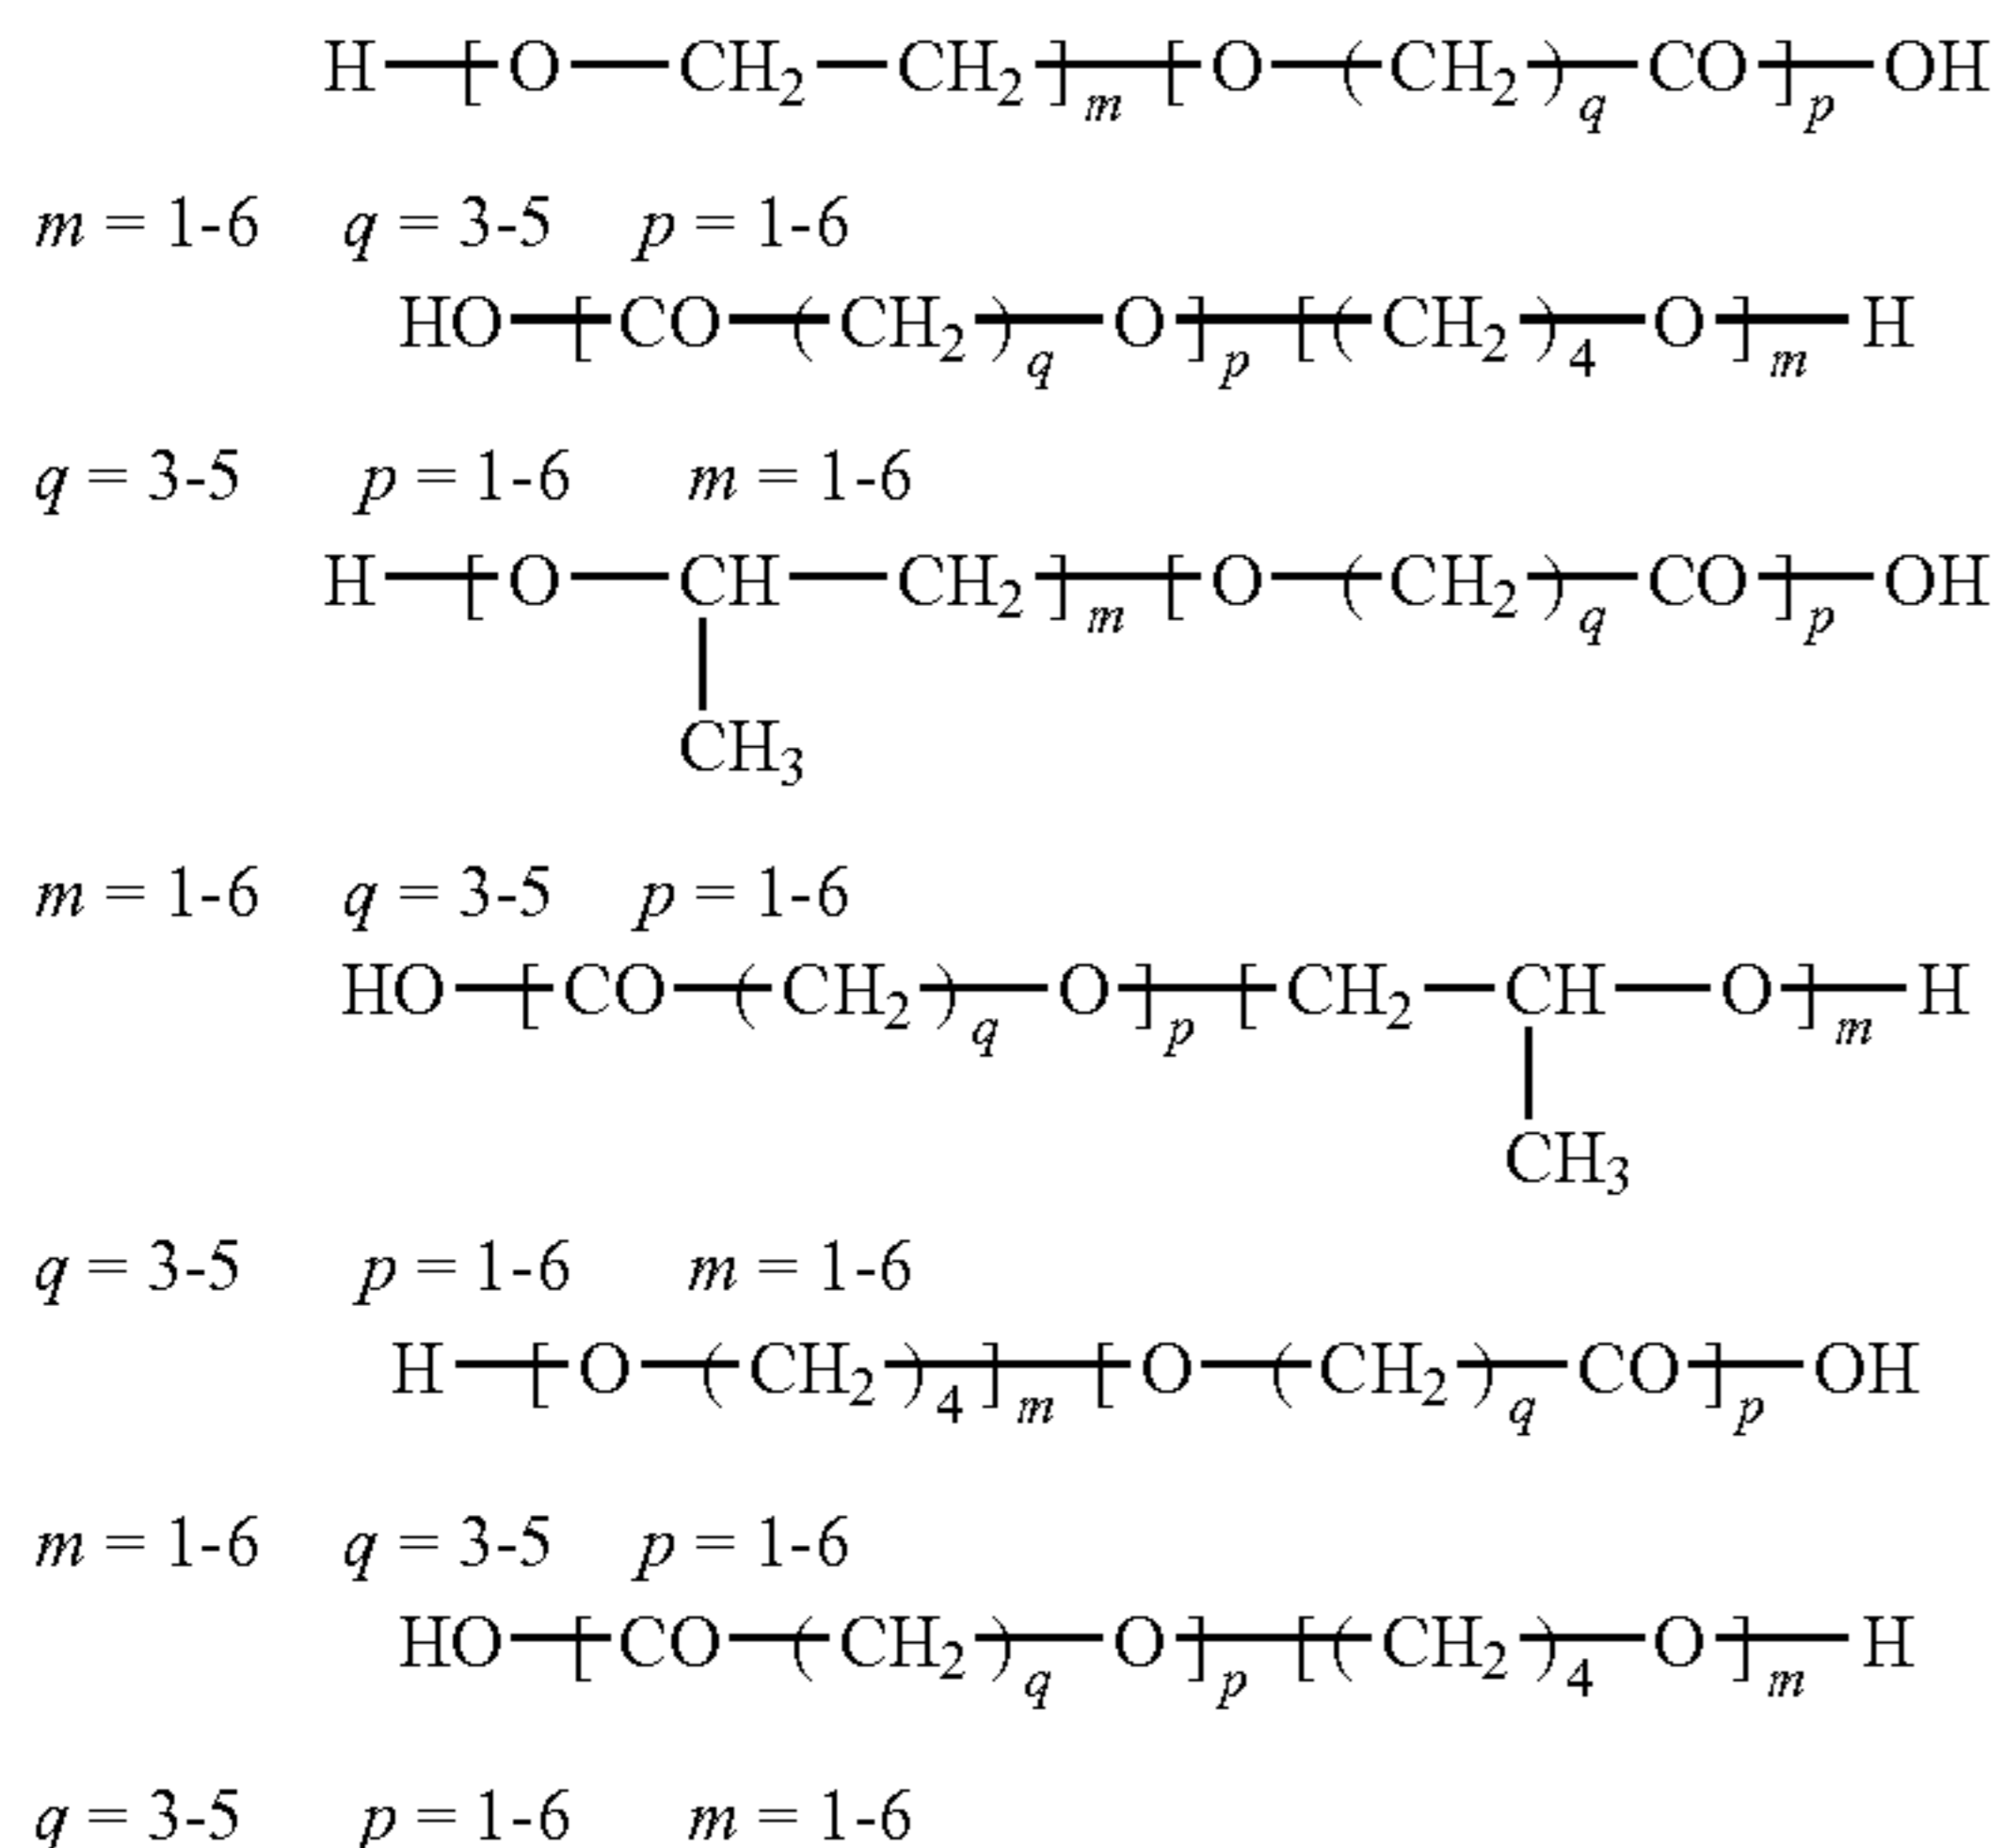 H—[O—CH₂—CH₂]ₘ—[O—(CH₂)q—CO]ₚ—OH
m = 1-6 q = 3-5 p = 1-6
HO—[CO—(CH₂)q—O]ₚ—[(CH₂)₄—O]ₘ—H
q = 3-5 p = 1-6 m = 1-6
H—[O—CH—CH₂]ₘ—[O—(CH₂)q—CO]ₚ—OH
CH₃
m = 1-6 q = 3-5 p = 1-6
HO—[CO—(CH₂)q—O]ₚ—[CH₂—CH—O]ₘ—H
CH₃
q = 3-5 p = 1-6 m = 1-6
H—[O—(CH₂)₄]ₘ—[O—(CH₂)q—CO]ₚ—OH
m = 1-6 q = 3-5 p = 1-6
HO—[CO—(CH₂)q—O]ₚ—[(CH₂)₄—O]ₘ—H
q = 3-5 p = 1-6 m = 1-6